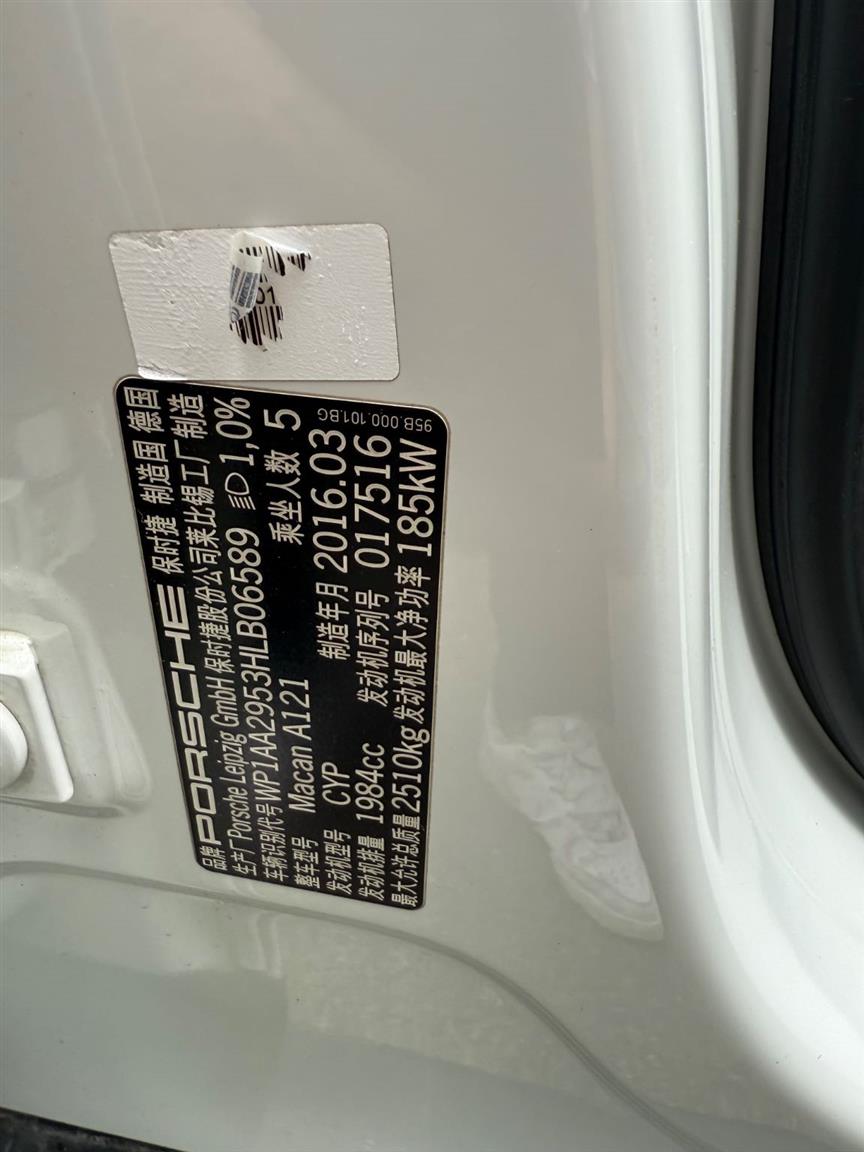 01
品牌 PORSCHE 保时捷 制造国 德国
生产厂 Porsche Leipzig GmbH 保时捷股份公司莱比锡工厂制造
车辆识别代号 WP1AA2953HLB06589 1,0%
整车型号 Macan A121 乘坐人数 5
发动机型号 CYP 制造年月 2016.03
发动机排量 1984cc 发动机序列号 017516
最大允许总质量 2510kg 发动机最大净功率 185kW
95B.000.101.BG